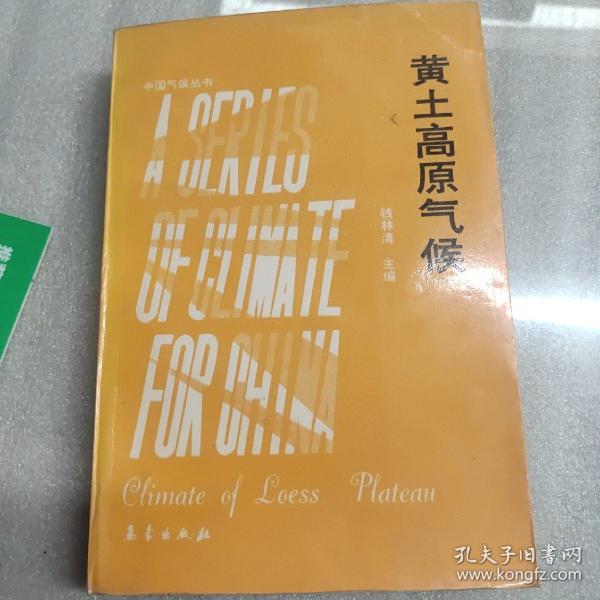 中国气候丛书
A SERIES
OF CLIMATE
FOR CHINA
黄土高原气候
钱林清 主编
Climate of Loess Plateau
气象出版社
孔夫子旧书网
www.kongfz.com